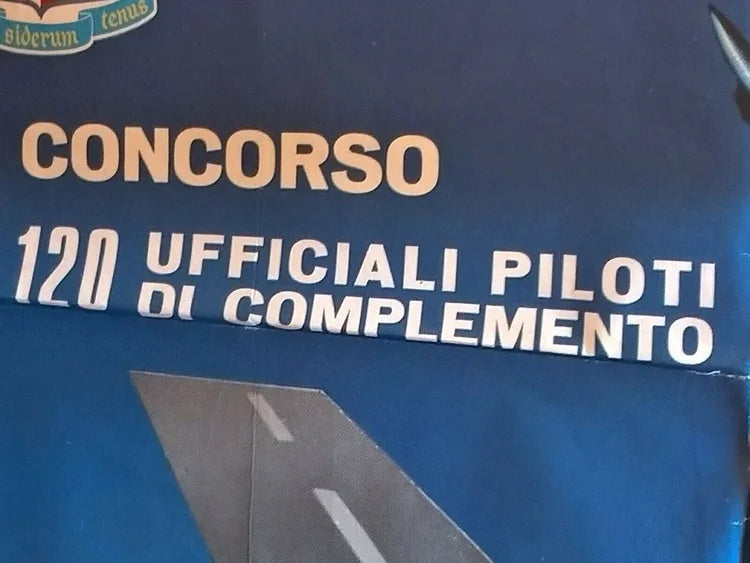 siderum tenus
CONCORSO
120 UFFICIALI PILOTI
DI COMPLEMENTO